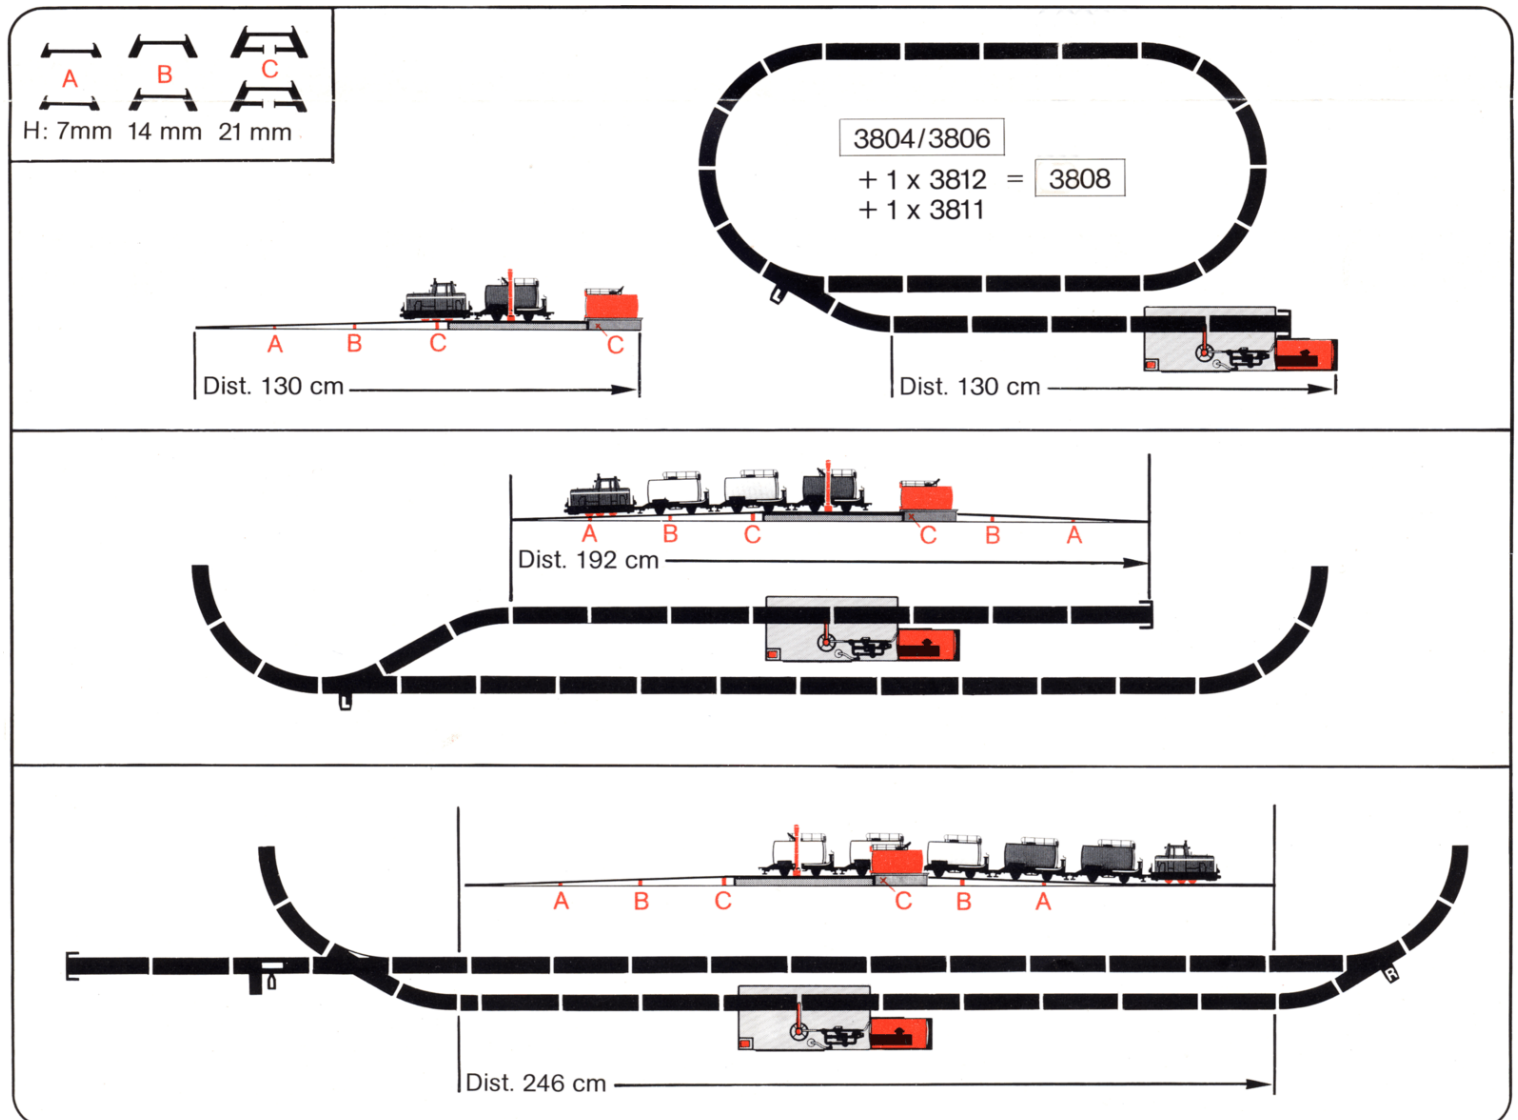 A B C
H: 7mm 14 mm 21 mm
3804/3806
+ 1 x 3812 = 3808
+ 1 x 3811
A B C C
Dist. 130 cm
L
Dist. 130 cm
A B C C B A
Dist. 192 cm
L
A B C C B A
R
Dist. 246 cm